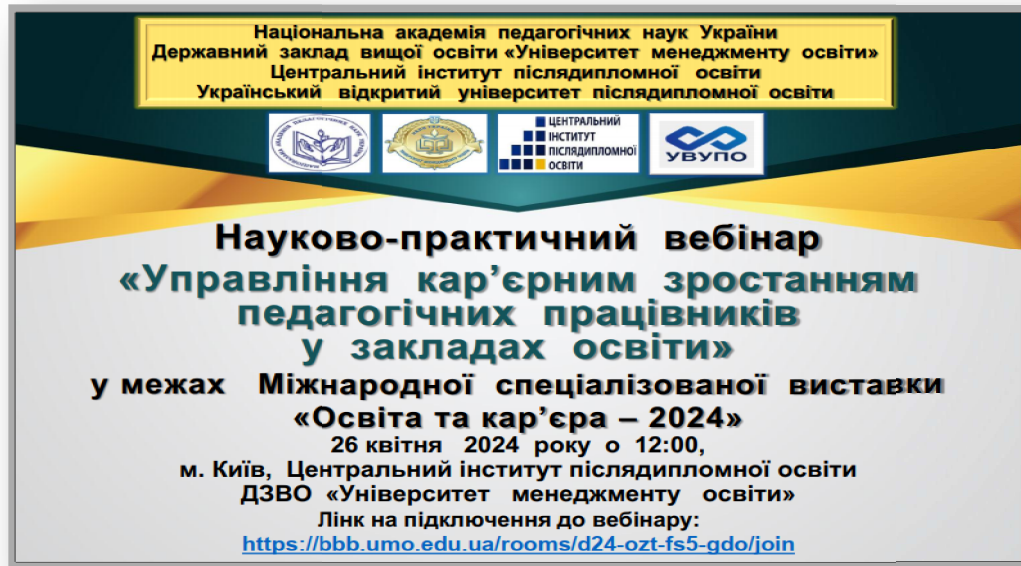 Національна академія педагогічних наук України
Державний заклад вищої освіти «Університет менеджменту освіти»
Центральний інститут післядипломної освіти
Український відкритий університет післядипломної освіти
ЦЕНТРАЛЬНИЙ
ІНСТИТУТ
ПІСЛЯДИПЛОМНОЇ
ОСВІТИ
УВУПО
Науково-практичний вебінар
«Управління кар’єрним зростанням
педагогічних працівників
у закладах освіти»
у межах Міжнародної спеціалізованої виставки
«Освіта та кар’єра – 2024»
26 квітня 2024 року о 12:00,
м. Київ, Центральний інститут післядипломної освіти
ДЗВО «Університет менеджменту освіти»
Лінк на підключення до вебінару:
https://bbb.umo.edu.ua/rooms/d24-ozt-fs5-gdo/join